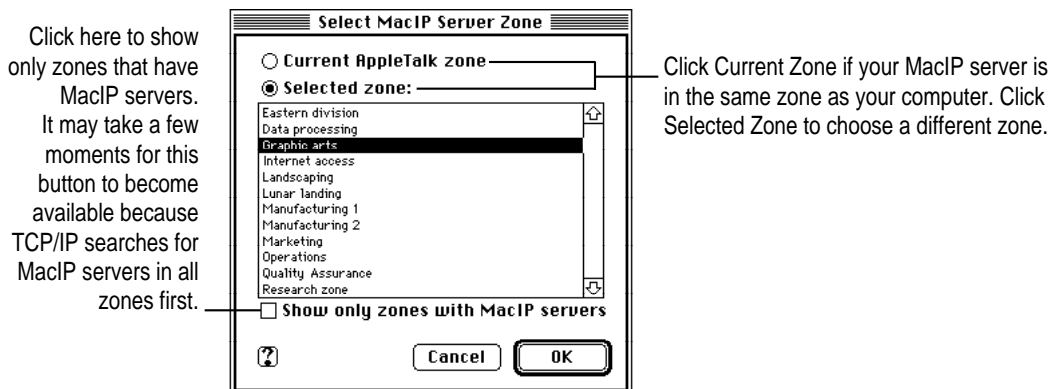 Click here to show
only zones that have
MacIP servers.
It may take a few
moments for this
button to become
available because
TCP/IP searches for
MacIP servers in all
zones first.
Select MacIP Server Zone
Current AppleTalk zone
Selected zone:
Eastern division
Data processing
Graphic arts
Internet access
Landscaping
Lunar landing
Manufacturing 1
Manufacturing 2
Marketing
Operations
Quality Assurance
Research zone
Show only zones with MacIP servers
?
Cancel
OK
Click Current Zone if your MacIP server is
in the same zone as your computer. Click
Selected Zone to choose a different zone.